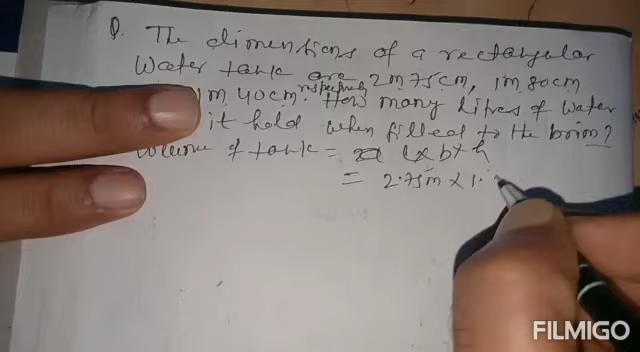 Q. The dimensions of a rectangular
Water tank are 2m 75cm, 1m 80cm
1m 40cm respectively. How many litres of water
it hold when filled to the brim?
Volume of tank = l × b × h
= 2.75m × 1.
FILMIGO